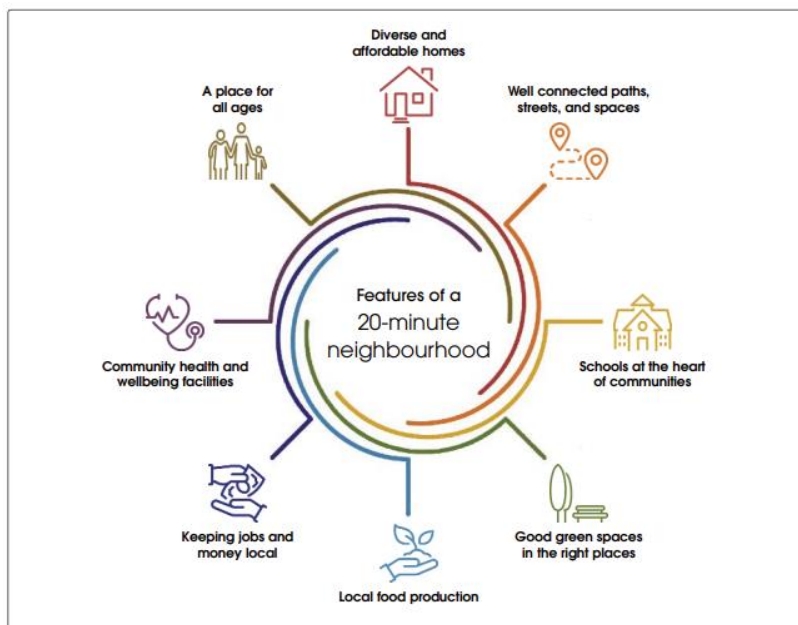 Diverse and
affordable homes
Well connected paths,
streets, and spaces
Schools at the heart
of communities
Good green spaces
in the right places
Local food production
Keeping jobs and
money local
Community health and
wellbeing facilities
A place for
all ages
Features of a
20-minute
neighbourhood